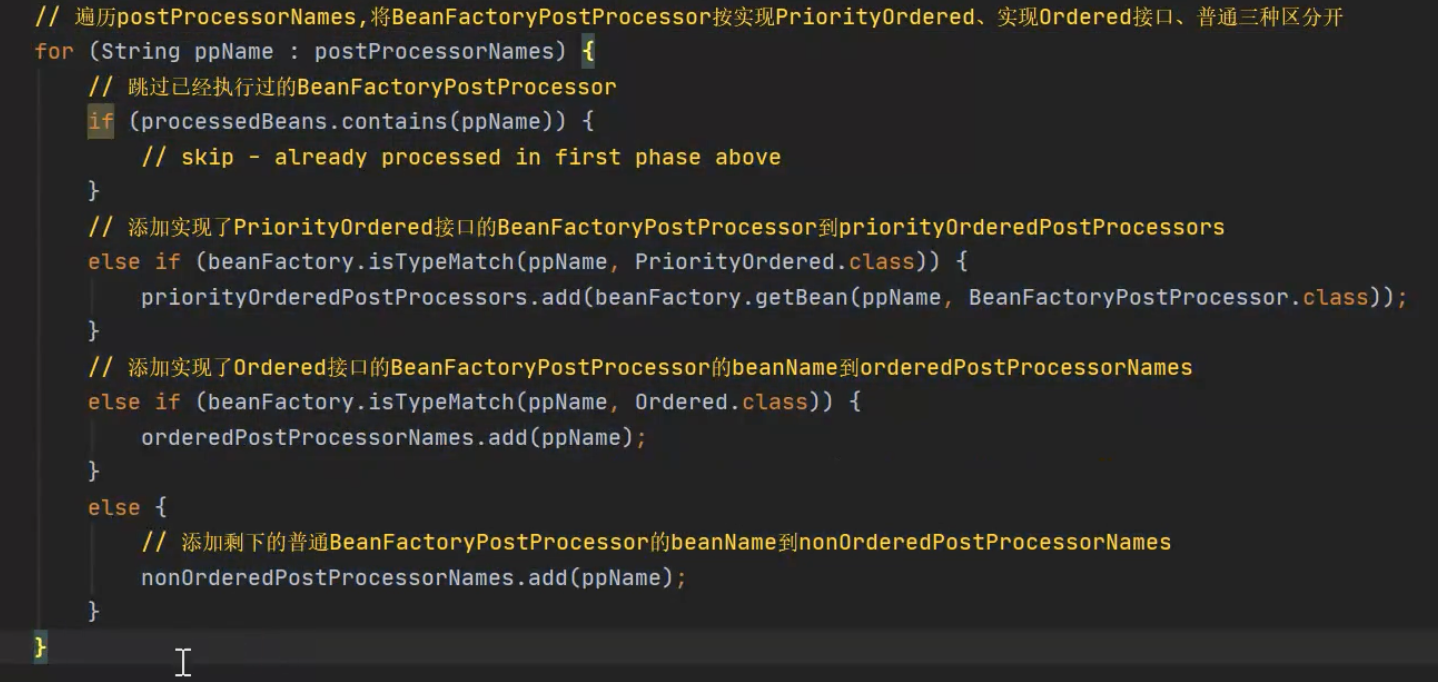 // 遍历postProcessorNames,将BeanFactoryPostProcessor按实现PriorityOrdered、实现Ordered接口、普通三种区分开
for (String ppName : postProcessorNames) {
// 跳过已经执行过的BeanFactoryPostProcessor
if (processedBeans.contains(ppName)) {
// skip - already processed in first phase above
}
// 添加实现了PriorityOrdered接口的BeanFactoryPostProcessor到priorityOrderedPostProcessors
else if (beanFactory.isTypeMatch(ppName, PriorityOrdered.class)) {
priorityOrderedPostProcessors.add(beanFactory.getBean(ppName, BeanFactoryPostProcessor.class));
}
// 添加实现了Ordered接口的BeanFactoryPostProcessor的beanName到orderedPostProcessorNames
else if (beanFactory.isTypeMatch(ppName, Ordered.class)) {
orderedPostProcessorNames.add(ppName);
}
else {
// 添加剩下的普通BeanFactoryPostProcessor的beanName到nonOrderedPostProcessorNames
nonOrderedPostProcessorNames.add(ppName);
}
}